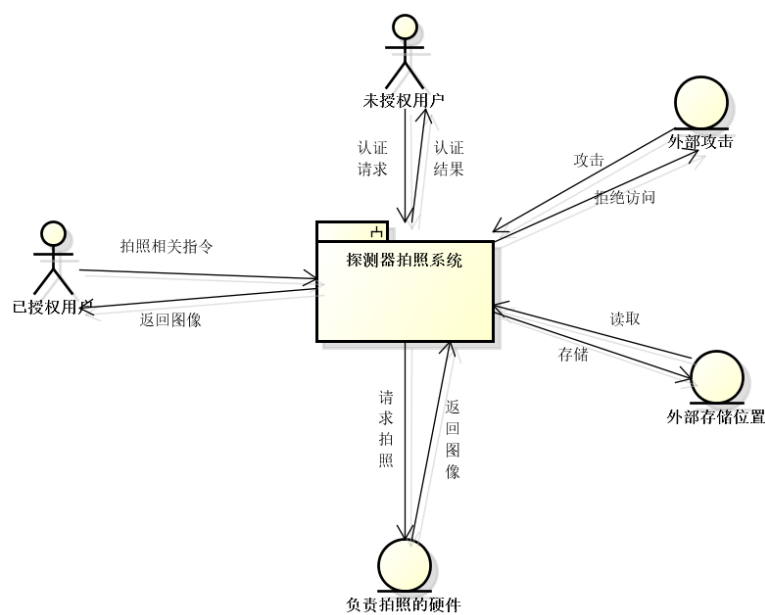 未授权用户
认证
请求
认证
结果
外部攻击
攻击
拒绝访问
探测器拍照系统
拍照相关指令
已授权用户
返回图像
读取
存储
外部存储位置
请
求
拍
照
返
回
图
像
负责拍照的硬件